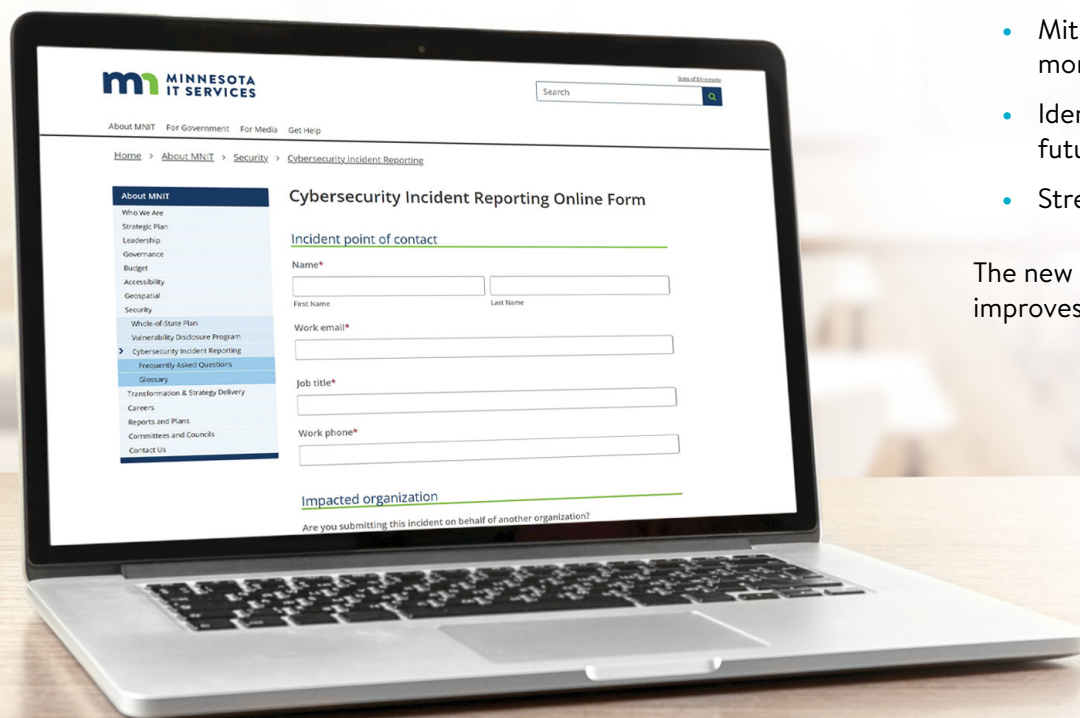 MINNESOTA
IT SERVICES
State of Minnesota
Search
About MNIT For Government For Media Get Help
Home > About MNIT > Security > Cybersecurity Incident Reporting
About MNIT
Who We Are
Strategic Plan
Leadership
Governance
Budget
Accessibility
Geospatial
Security
Whole-of-State Plan
Vulnerability Disclosure Program
> Cybersecurity Incident Reporting
Frequently Asked Questions
Glossary
Transformation & Strategy Delivery
Careers
Reports and Plans
Committees and Councils
Contact Us
Cybersecurity Incident Reporting Online Form
Incident point of contact
Name*
First Name Last Name
Work email*
Job title*
Work phone*
Impacted organization
Are you submitting this incident on behalf of another organization?
• Mit
mor
• Iden
futu
• Stre
The new
improves